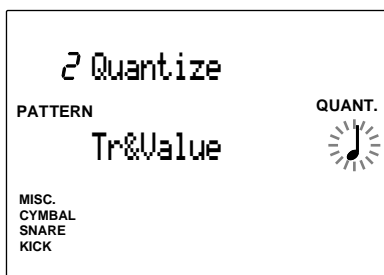 2 Quantize
PATTERN
QUANT.
Tr&Value
MISC.
CYMBAL
SNARE
KICK